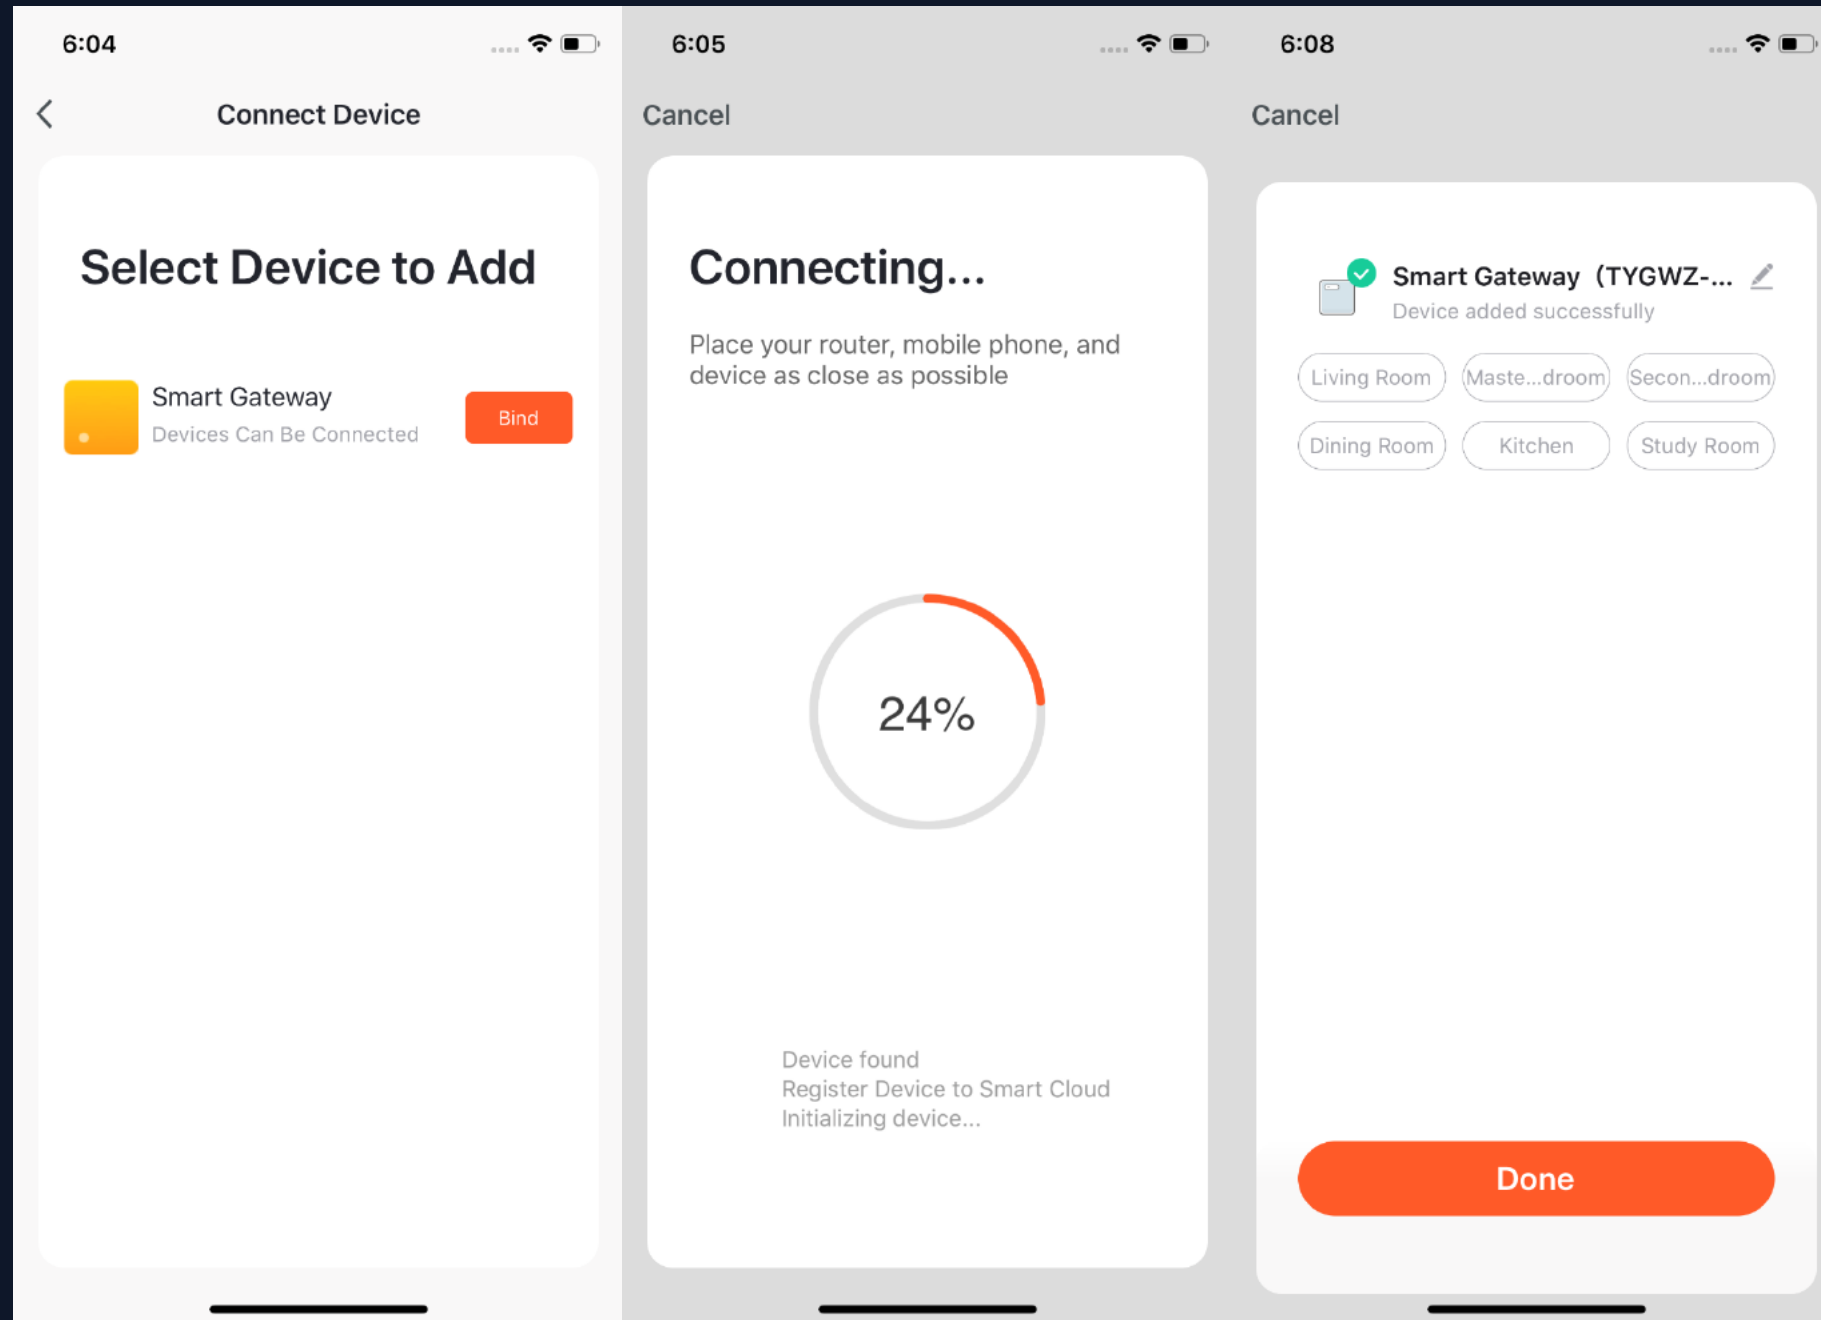 6:04
Connect Device
Select Device to Add
Smart Gateway
Devices Can Be Connected
Bind
6:05
Cancel
Connecting...
Place your router, mobile phone, and
device as close as possible
24%
Device found
Register Device to Smart Cloud
Initializing device...
6:08
Cancel
Smart Gateway（TYGWZ-...
Device added successfully
Living Room Maste...droom Secon...droom
Dining Room Kitchen Study Room
Done